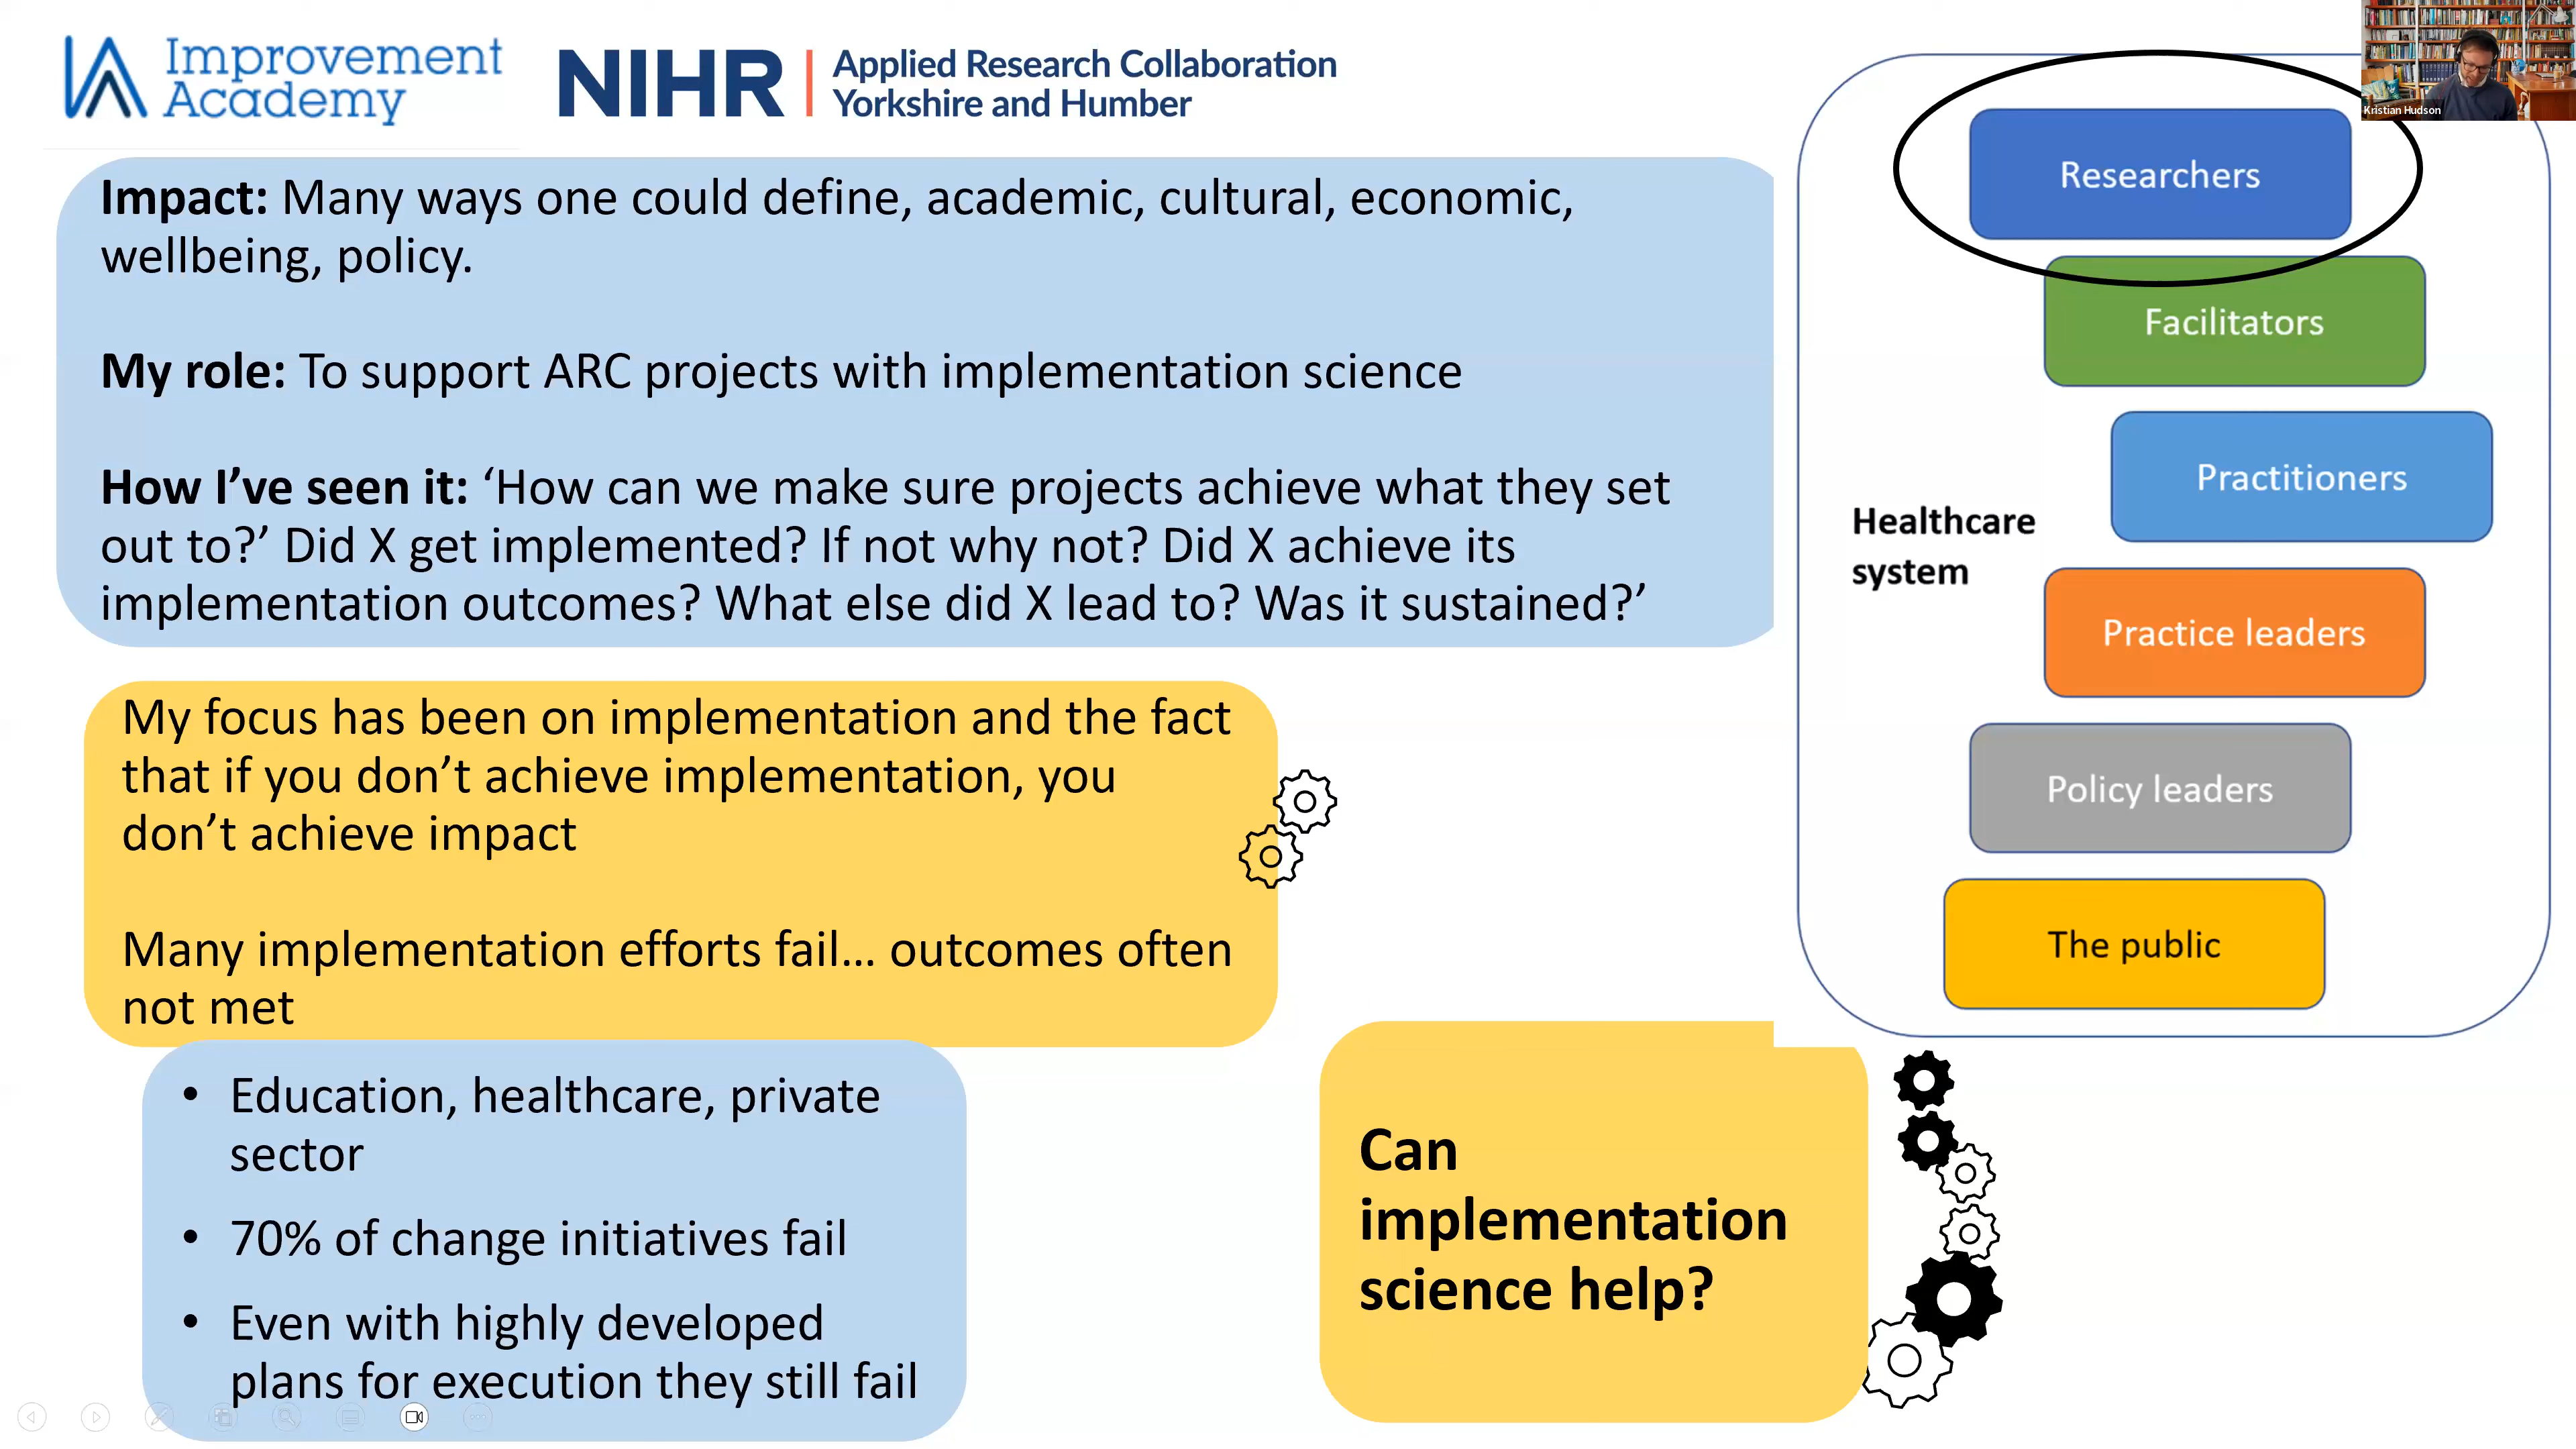 Improvement
Academy
NIHR
Applied Research Collaboration
Yorkshire and Humber
Kristian Hudson
Impact: Many ways one could define, academic, cultural, economic,
wellbeing, policy.
My role: To support ARC projects with implementation science
How I’ve seen it: ‘How can we make sure projects achieve what they set
out to?’ Did X get implemented? If not why not? Did X achieve its
implementation outcomes? What else did X lead to? Was it sustained?’
My focus has been on implementation and the fact
that if you don’t achieve implementation, you
don’t achieve impact
Many implementation efforts fail... outcomes often
not met
• Education, healthcare, private
sector
• 70% of change initiatives fail
• Even with highly developed
plans for execution they still fail
Can
implementation
science help?
Healthcare
system
Researchers
Facilitators
Practitioners
Practice leaders
Policy leaders
The public